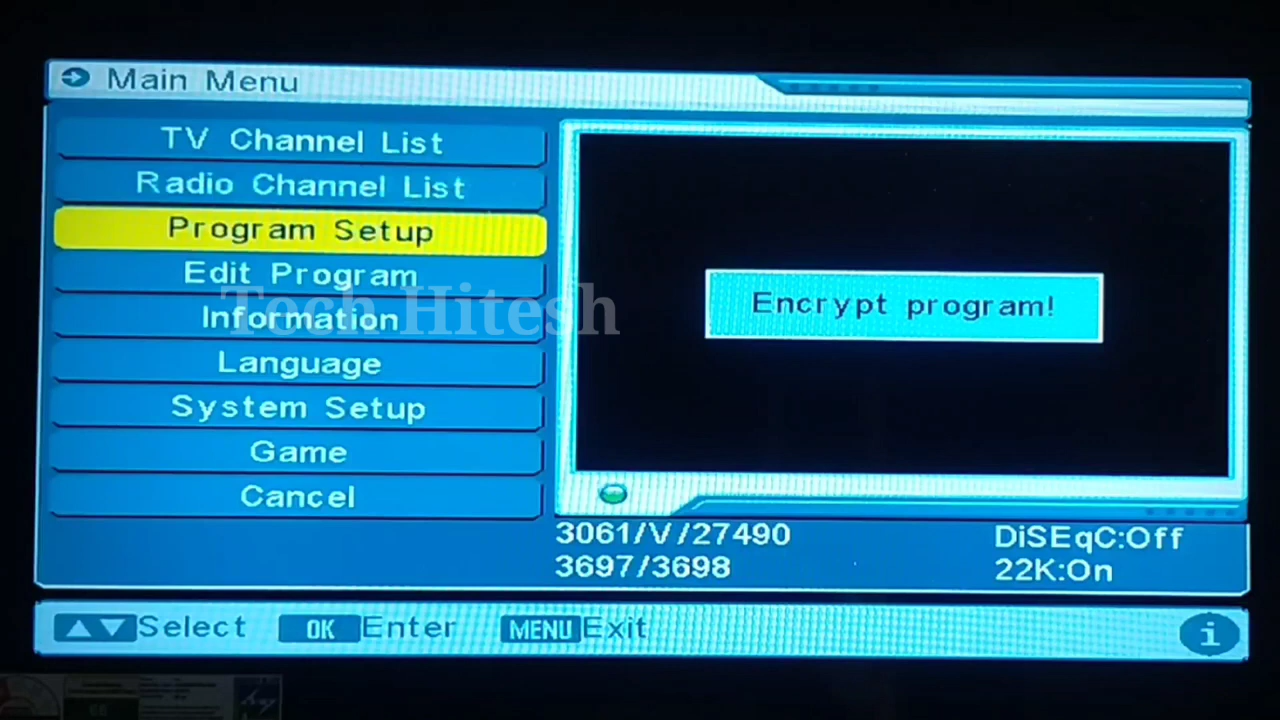 Main Menu
TV Channel List
Radio Channel List
Program Setup
Edit Program
Tech Hitesh
Information
Language
System Setup
Game
Cancel
Encrypt program!
3061/V/27490
3697/3698
DiSEqC:Off
22K:On
Select OK Enter MENU Exit
i